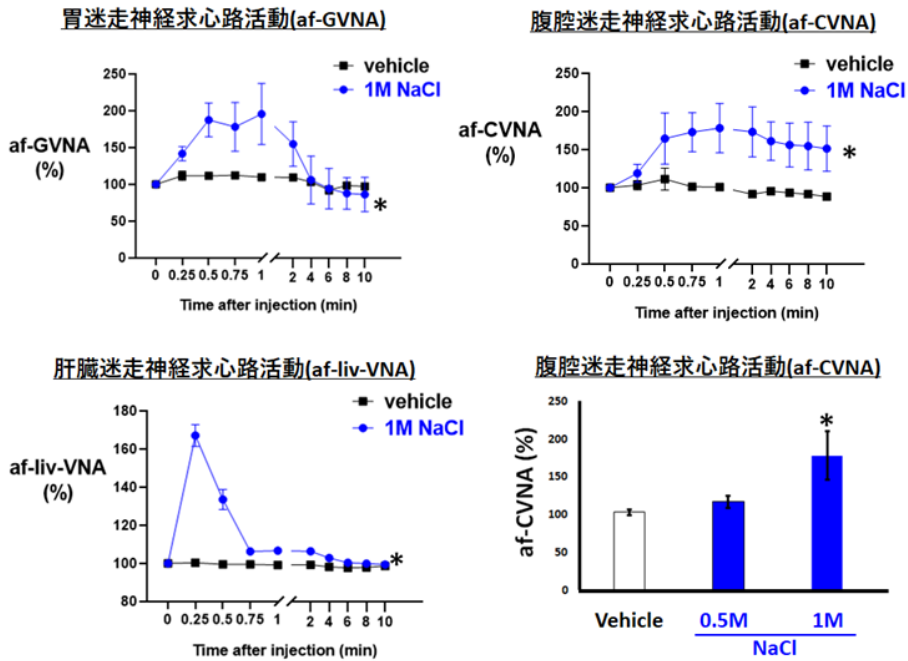 胃迷走神経求心路活動(af-GVNA)
vehicle
1M NaCl
af-GVNA
(%)
250
200
150
100
50
0
0 0.25 0.5 0.75 1 2 4 6 8 10
Time after injection (min)
*
腹腔迷走神経求心路活動(af-CVNA)
vehicle
1M NaCl
af-CVNA
(%)
250
200
150
100
50
0
0 0.25 0.5 0.75 1 2 4 6 8 10
Time after injection (min)
*
肝臓迷走神経求心路活動(af-liv-VNA)
vehicle
1M NaCl
af-liv-VNA
(%)
180
160
140
120
100
80
0 0.25 0.5 0.75 1 2 4 6 8 10
Time after injection (min)
*
腹腔迷走神経求心路活動(af-CVNA)
af-CVNA (%)
250
200
150
100
50
0
*
Vehicle 0.5M 1M
NaCl